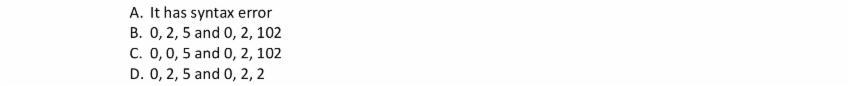 A. It has syntax error
B. 0, 2, 5 and 0, 2, 102
C. 0, 0, 5 and 0, 2, 102
D. 0, 2, 5 and 0, 2, 2